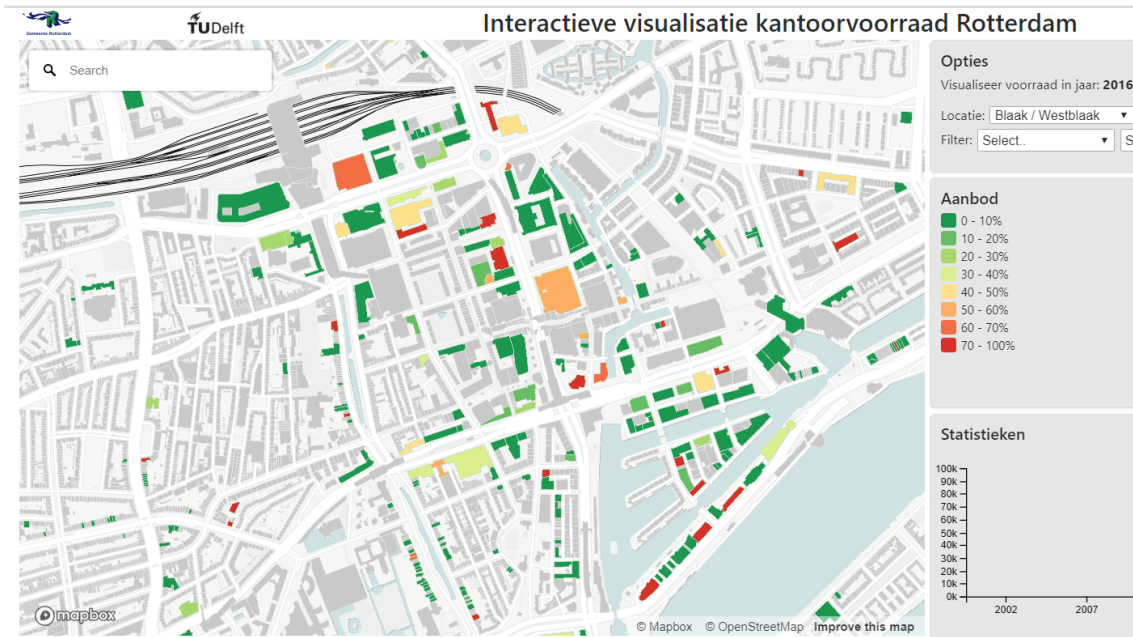 Gemeente Rotterdam
TUDelft
Interactieve visualisatie kantoorvoorraad Rotterdam
Search
Opties
Visualiseer voorraad in jaar: 2016
Locatie: Blaak / Westblaak
Filter: Select.. S
Aanbod
0 - 10%
10 - 20%
20 - 30%
30 - 40%
40 - 50%
50 - 60%
60 - 70%
70 - 100%
Statistieken
100k
90k
80k
70k
60k
50k
40k
30k
20k
10k
0k
2002 2007
mapbox
© Mapbox © OpenStreetMap Improve this map